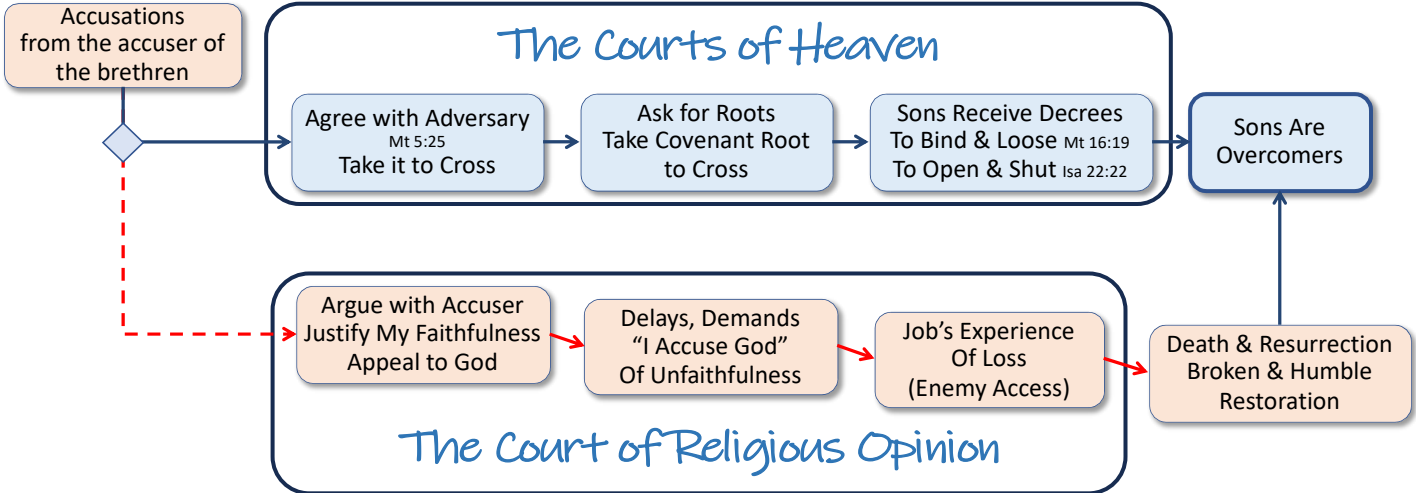 Accusations
from the accuser of
the brethren
The Courts of Heaven
Agree with Adversary
Mt 5:25
Take it to Cross
Ask for Roots
Take Covenant Root
to Cross
Sons Receive Decrees
To Bind & Loose Mt 16:19
To Open & Shut Isa 22:22
Sons Are
Overcomers
Argue with Accuser
Justify My Faithfulness
Appeal to God
Delays, Demands
“I Accuse God”
Of Unfaithfulness
Job’s Experience
Of Loss
(Enemy Access)
Death & Resurrection
Broken & Humble
Restoration
The Court of Religious Opinion